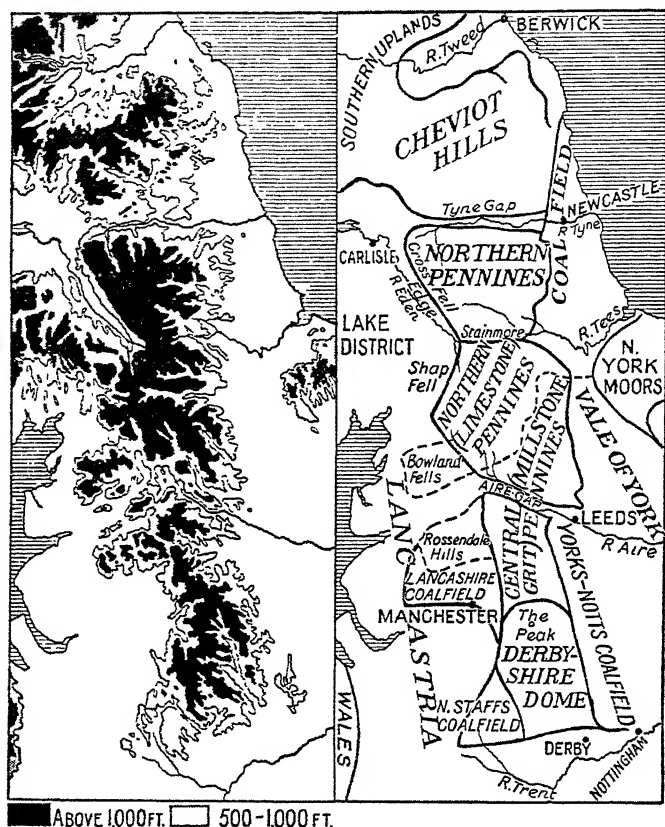 SOUTHERN UPLANDS
R. Tweed
BERWICK
CHEVIOT
HILLS
COALFIELD
Tyne Gap
NEWCASTLE
R. Tyne
CARLISLE
NORTHERN
PENNINES
Cross Fell
Edge
R. Eden
LAKE
DISTRICT
Stainmore
R. Tees
Shap
Fell
N.
YORK
MOORS
NORTHERN
(LIMESTONE
PENNINES
MILLSTONE
PENNINES
VALE OF YORK
Bowland
Fells
AIRE GAP
LEEDS
R. Aire
LANC-
ASTRIA
Rossendale
Hills
CENTRAL
GRIT
PENNINES
YORKS-NOTTS COALFIELD
LANCASHIRE
COALFIELD
MANCHESTER
The
Peak
DERBY-
SHIRE
DOME
N. STAFFS
COALFIELD
WALES
DERBY
NOTTINGHAM
R. Trent
ABOVE 1,000 FT. 500-1,000 FT.